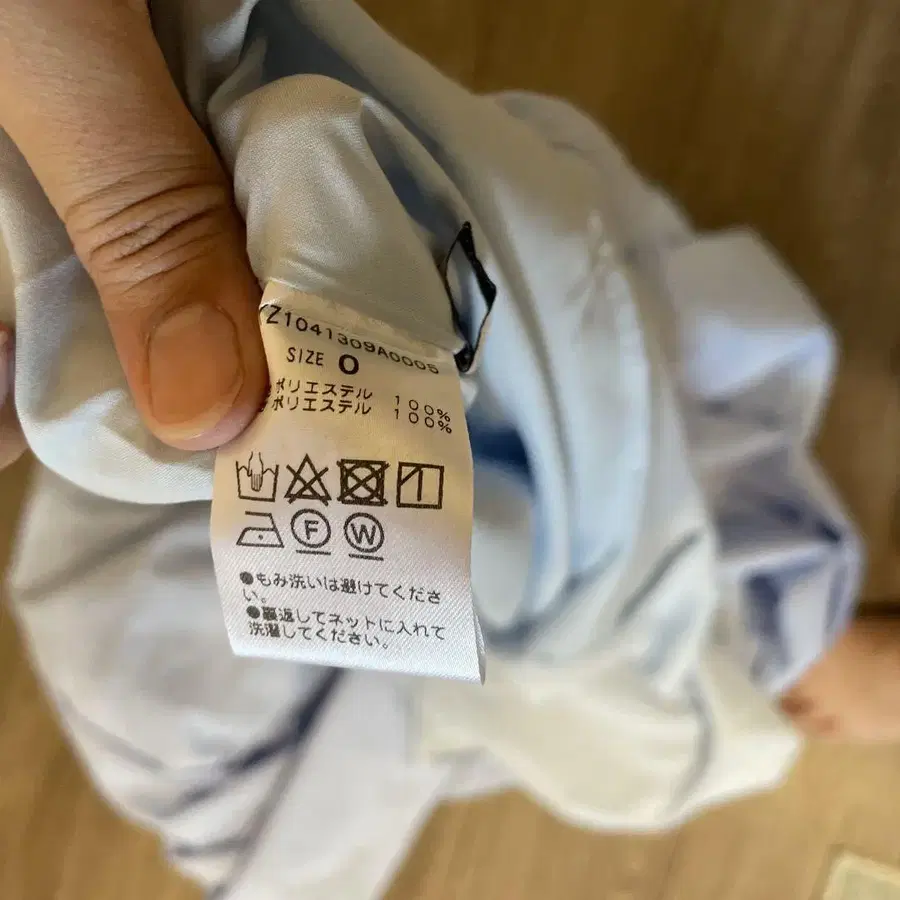 Z1041309A0005
SIZE 0
ポリエステル 100%
ポリエステル 100%
F W
●もみ洗いは避けてくださ
い。
●裏返してネットに入れて
洗濯してください。